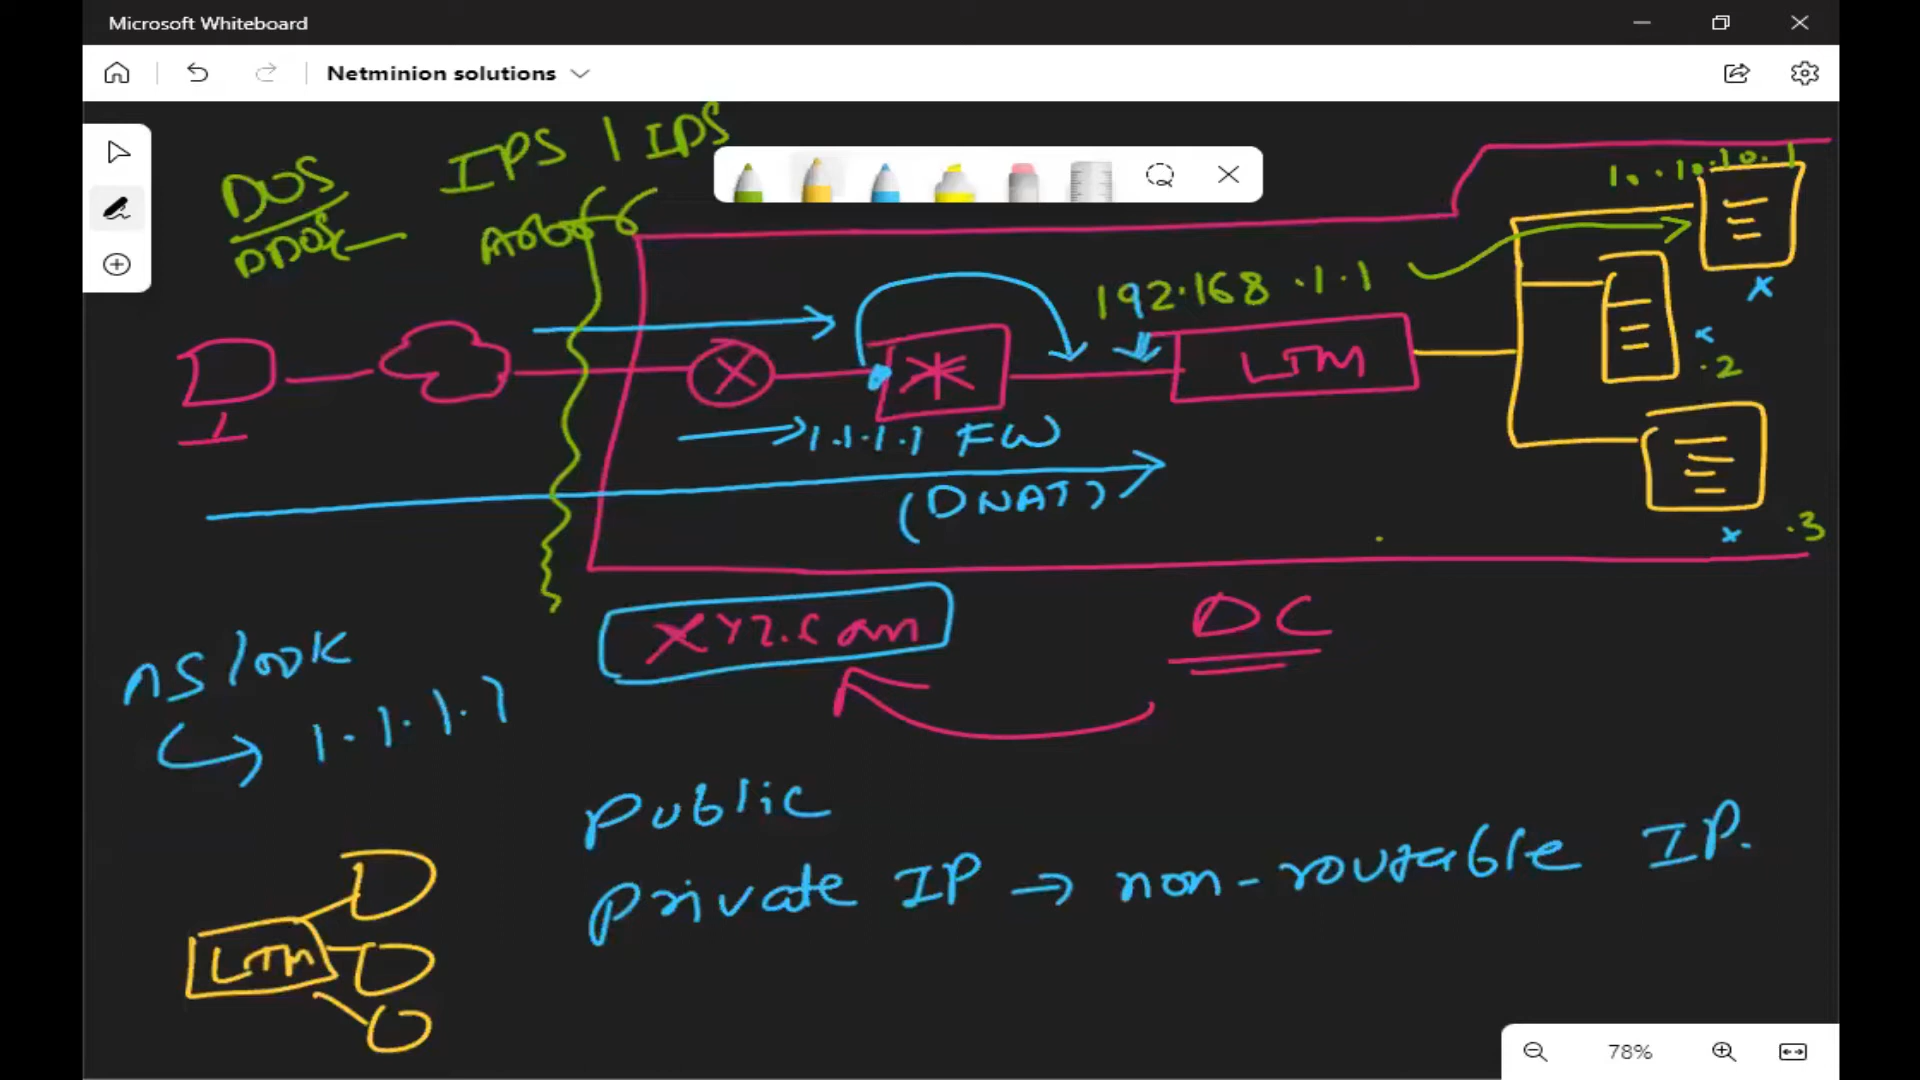 Microsoft Whiteboard
Netminion solutions
DOS
DDOS
IPS | IDS
Arbor
1.1.1.1 FW
(DNAT)
192.168.1.1
LTM
1.10.10.1
.2
.3
XYZ.com
DC
nslook
1.1.1.1
Public
Private IP → non-routable IP.
LTM
78%